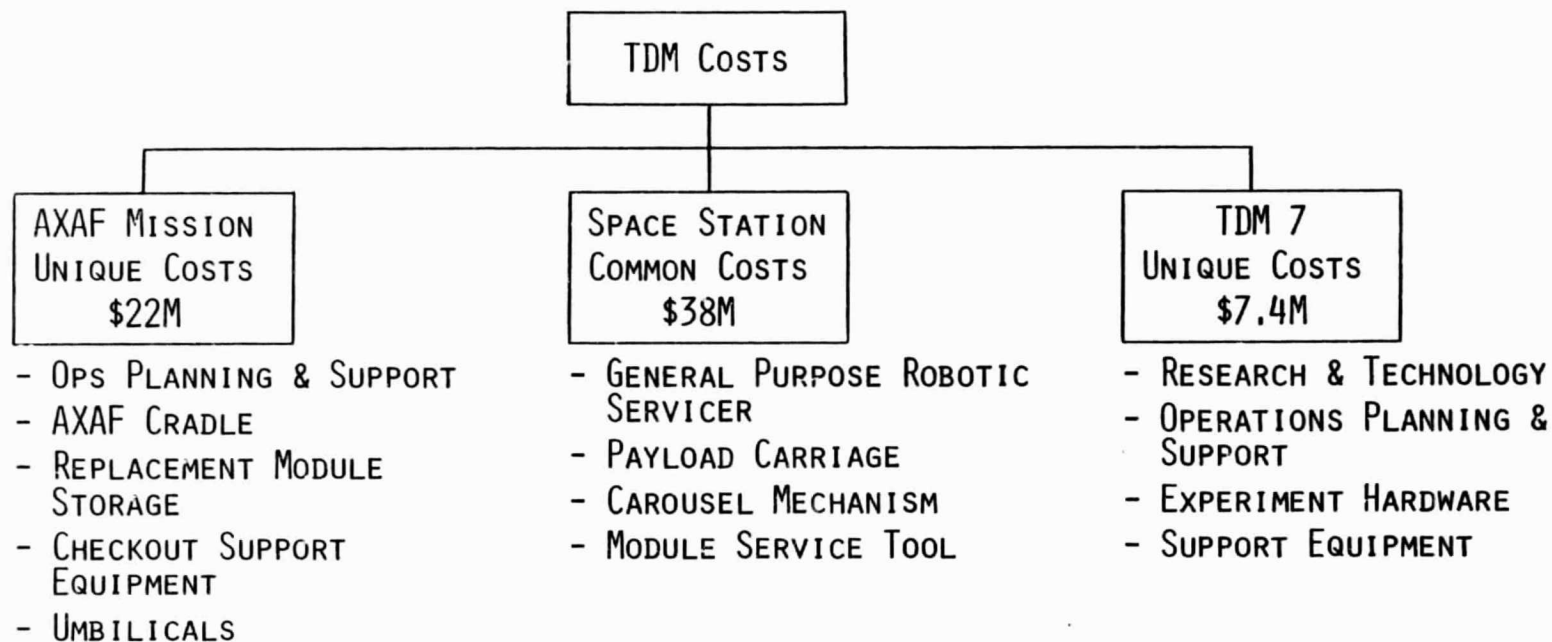 TDM COSTS
AXAF MISSION
UNIQUE COSTS
$22M
- OPS PLANNING & SUPPORT
- AXAF CRADLE
- REPLACEMENT MODULE
STORAGE
- CHECKOUT SUPPORT
EQUIPMENT
- UMBILICALS
SPACE STATION
COMMON COSTS
$38M
- GENERAL PURPOSE ROBOTIC
SERVICER
- PAYLOAD CARRIAGE
- CAROUSEL MECHANISM
- MODULE SERVICE TOOL
TDM 7
UNIQUE COSTS
$7.4M
- RESEARCH & TECHNOLOGY
- OPERATIONS PLANNING &
SUPPORT
- EXPERIMENT HARDWARE
- SUPPORT EQUIPMENT